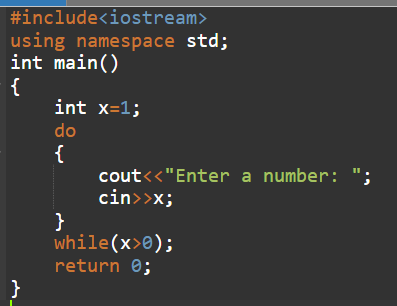 #include<iostream>
using namespace std;
int main()
{
    int x=1;
    do
    {
        cout<<"Enter a number: ";
        cin>>x;
    }
    while(x>0);
    return 0;
}